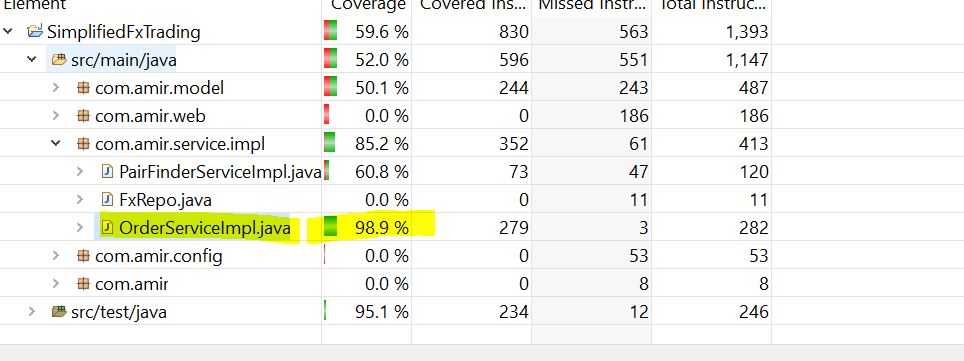 Element Coverage Covered Ins... Missed Instr... Total Instruc...
SimplifiedFxTrading 59.6 % 830 563 1,393
src/main/java 52.0 % 596 551 1,147
com.amir.model 50.1 % 244 243 487
com.amir.web 0.0 % 0 186 186
com.amir.service.impl 85.2 % 352 61 413
PairFinderServiceImpl.java 60.8 % 73 47 120
FxRepo.java 0.0 % 0 11 11
OrderServiceImpl.java 98.9 % 279 3 282
com.amir.config 0.0 % 0 53 53
com.amir 0.0 % 0 8 8
src/test/java 95.1 % 234 12 246